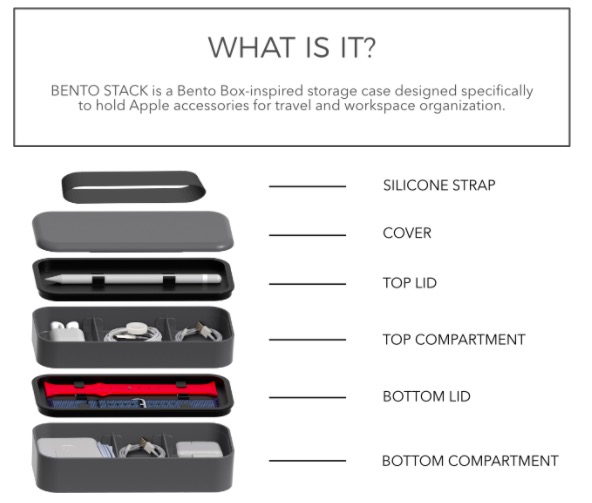 WHAT IS IT?
BENTO STACK is a Bento Box-inspired storage case designed specifically
to hold Apple accessories for travel and workspace organization.
SILICONE STRAP
COVER
TOP LID
TOP COMPARTMENT
BOTTOM LID
BOTTOM COMPARTMENT